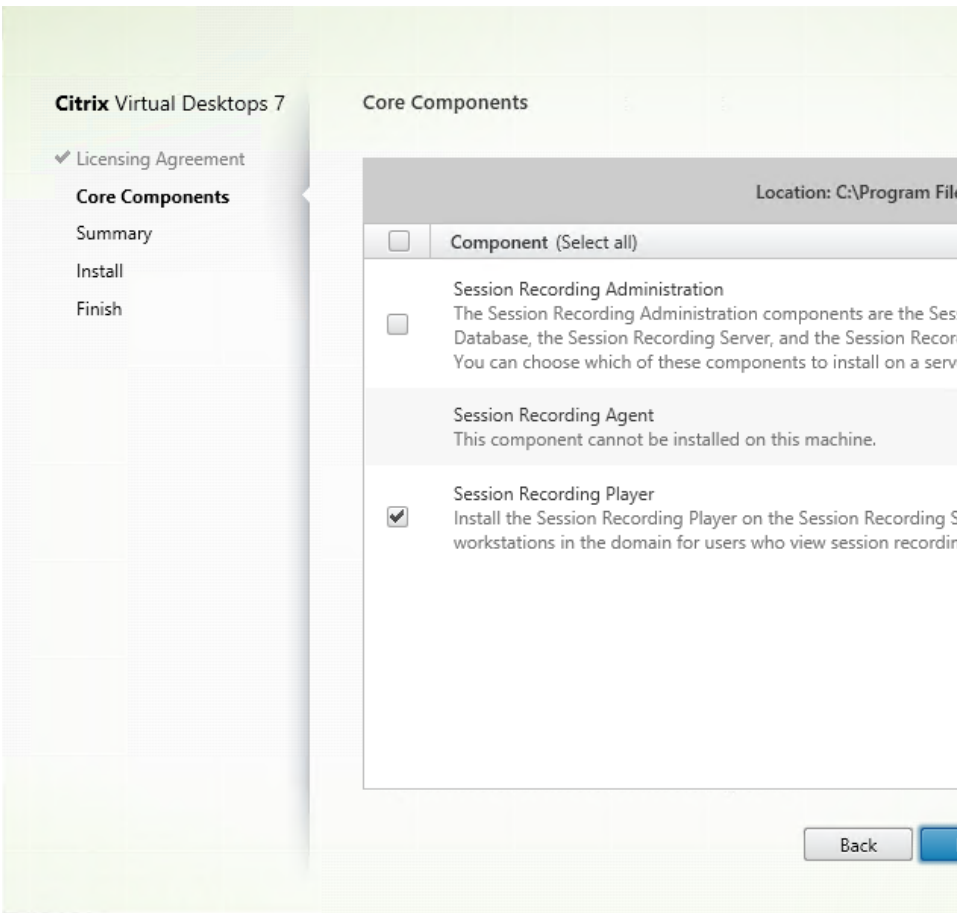 Citrix Virtual Desktops 7
Licensing Agreement
Core Components
Summary
Install
Finish
Core Components
Location: C:\Program File
Component (Select all)
Session Recording Administration
The Session Recording Administration components are the Ses
Database, the Session Recording Server, and the Session Recor
You can choose which of these components to install on a serv
Session Recording Agent
This component cannot be installed on this machine.
Session Recording Player
Install the Session Recording Player on the Session Recording S
workstations in the domain for users who view session recordin
Back